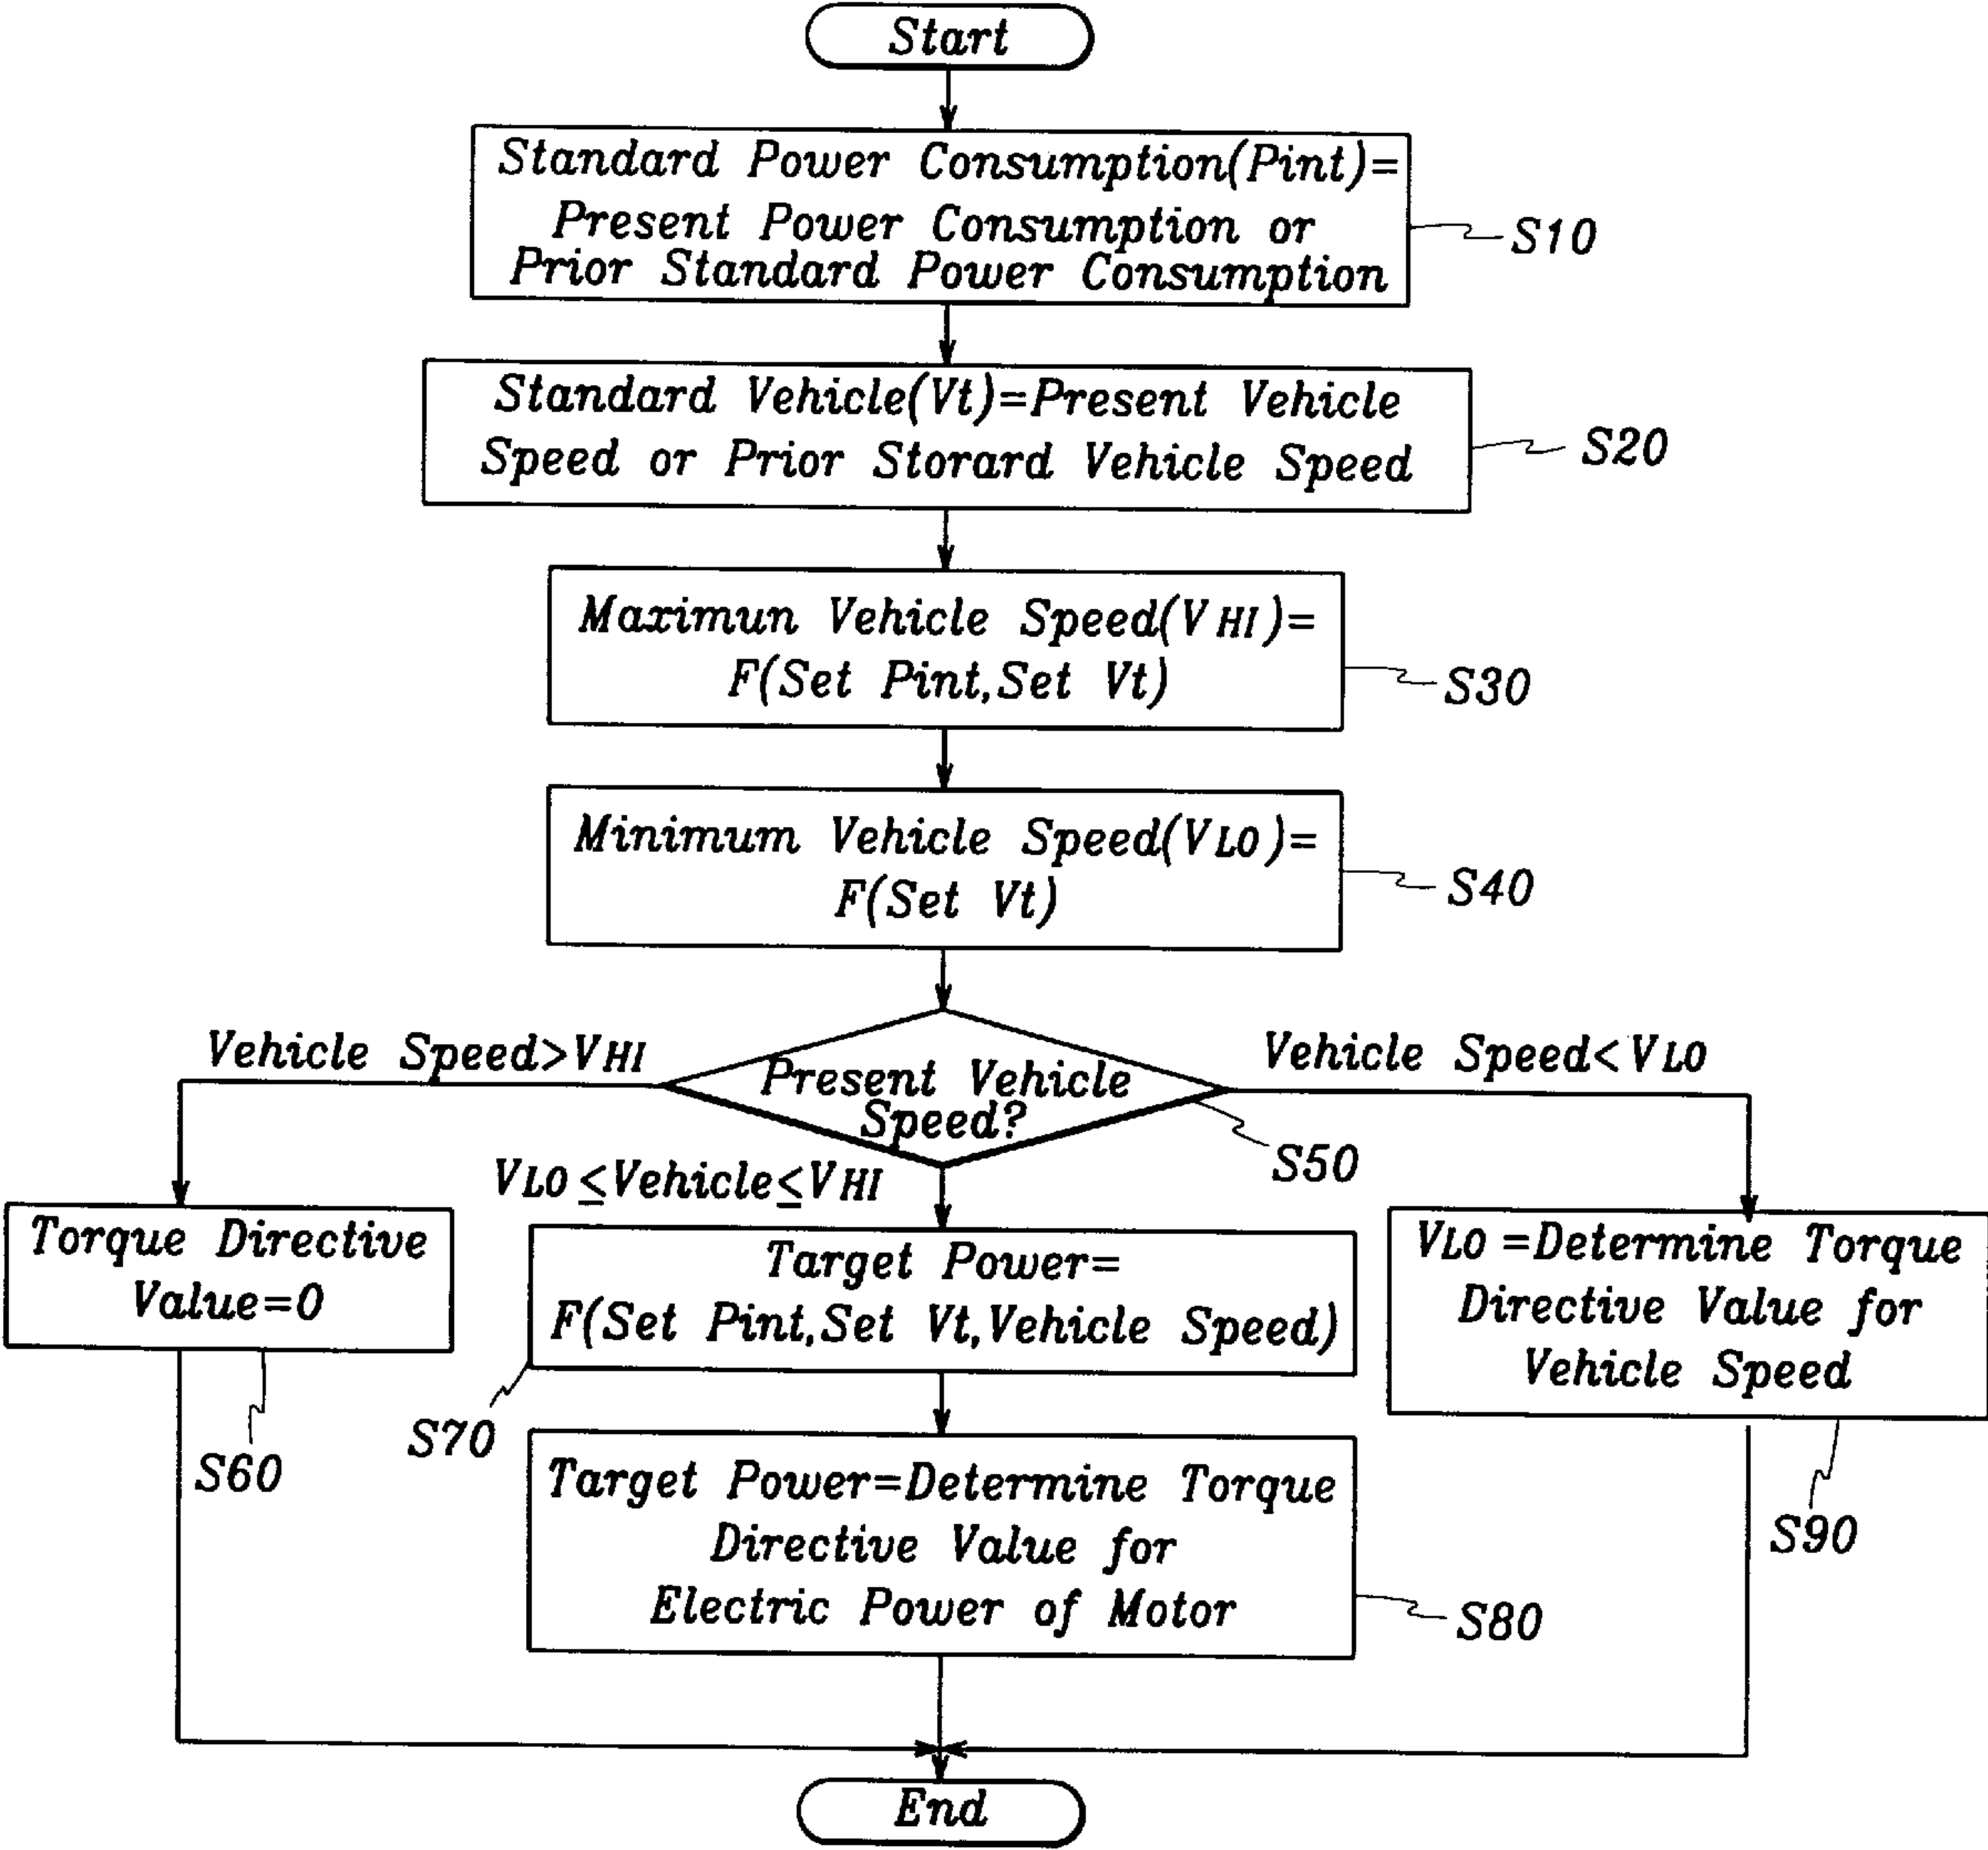 Start
Standard Power Consumption(Pint)=
Present Power Consumption or
Prior Standard Power Consumption
S10
Standard Vehicle(Vt)=Present Vehicle
Speed or Prior Storard Vehicle Speed
S20
Maximun Vehicle Speed(VHI)=
F(Set Pint,Set Vt)
S30
Minimum Vehicle Speed(VLO)=
F(Set Vt)
S40
Vehicle Speed>VHI
Present Vehicle
Speed?
Vehicle Speed<VLO
S50
VLO≤Vehicle≤VHI
Torque Directive
Value=0
S60
Target Power=
F(Set Pint,Set Vt,Vehicle Speed)
S70
VLO=Determine Torque
Directive Value for
Vehicle Speed
S90
Target Power=Determine Torque
Directive Value for
Electric Power of Motor
S80
End